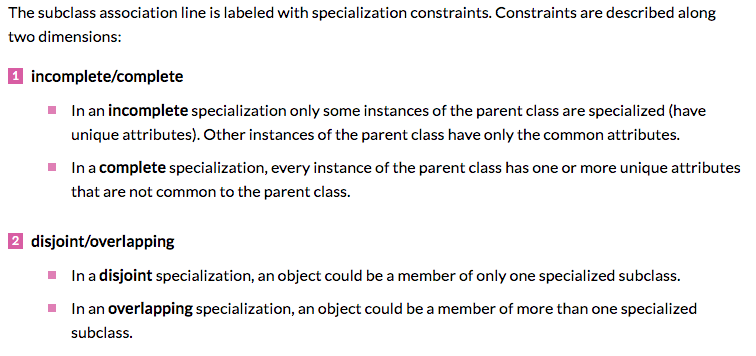 The subclass association line is labeled with specialization constraints. Constraints are described along
two dimensions:
1 incomplete/complete
In an incomplete specialization only some instances of the parent class are specialized (have
unique attributes). Other instances of the parent class have only the common attributes.
In a complete specialization, every instance of the parent class has one or more unique attributes
that are not common to the parent class.
2 disjoint/overlapping
In a disjoint specialization, an object could be a member of only one specialized subclass.
In an overlapping specialization, an object could be a member of more than one specialized
subclass.